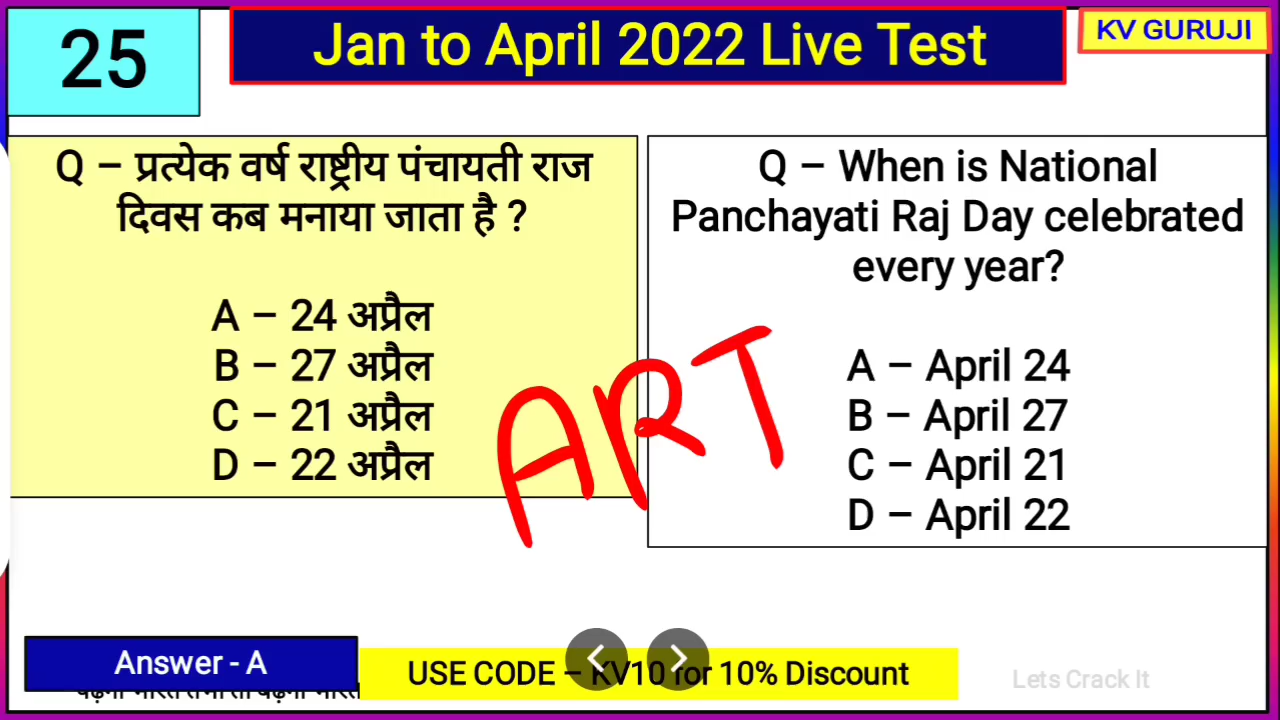 25
Jan to April 2022 Live Test
KV GURUJI
Q – प्रत्येक वर्ष राष्ट्रीय पंचायती राज
दिवस कब मनाया जाता है ?
A – 24 अप्रैल
B – 27 अप्रैल
C – 21 अप्रैल
D – 22 अप्रैल
Q – When is National
Panchayati Raj Day celebrated
every year?
A – April 24
B – April 27
C – April 21
D – April 22
ART
Answer - A
USE CODE – KV10 for 10% Discount
Lets Crack It